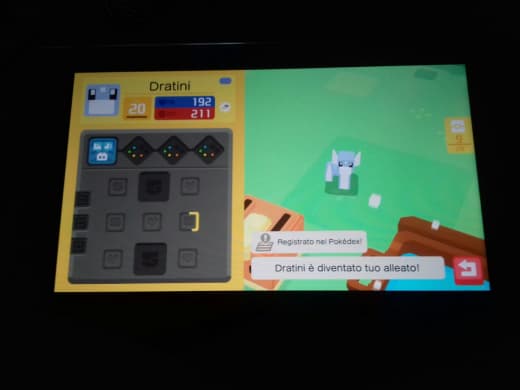 Dratini
20
192
211
Registrato nel Pokédex!
Dratini è diventato tuo alleato!